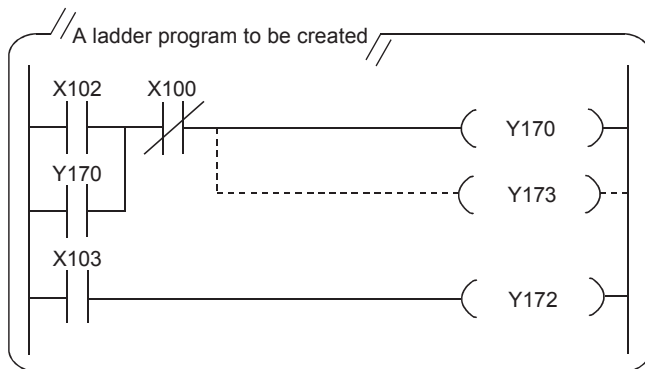 A ladder program to be created
X102 X100
Y170
Y170
Y173
X103
Y172